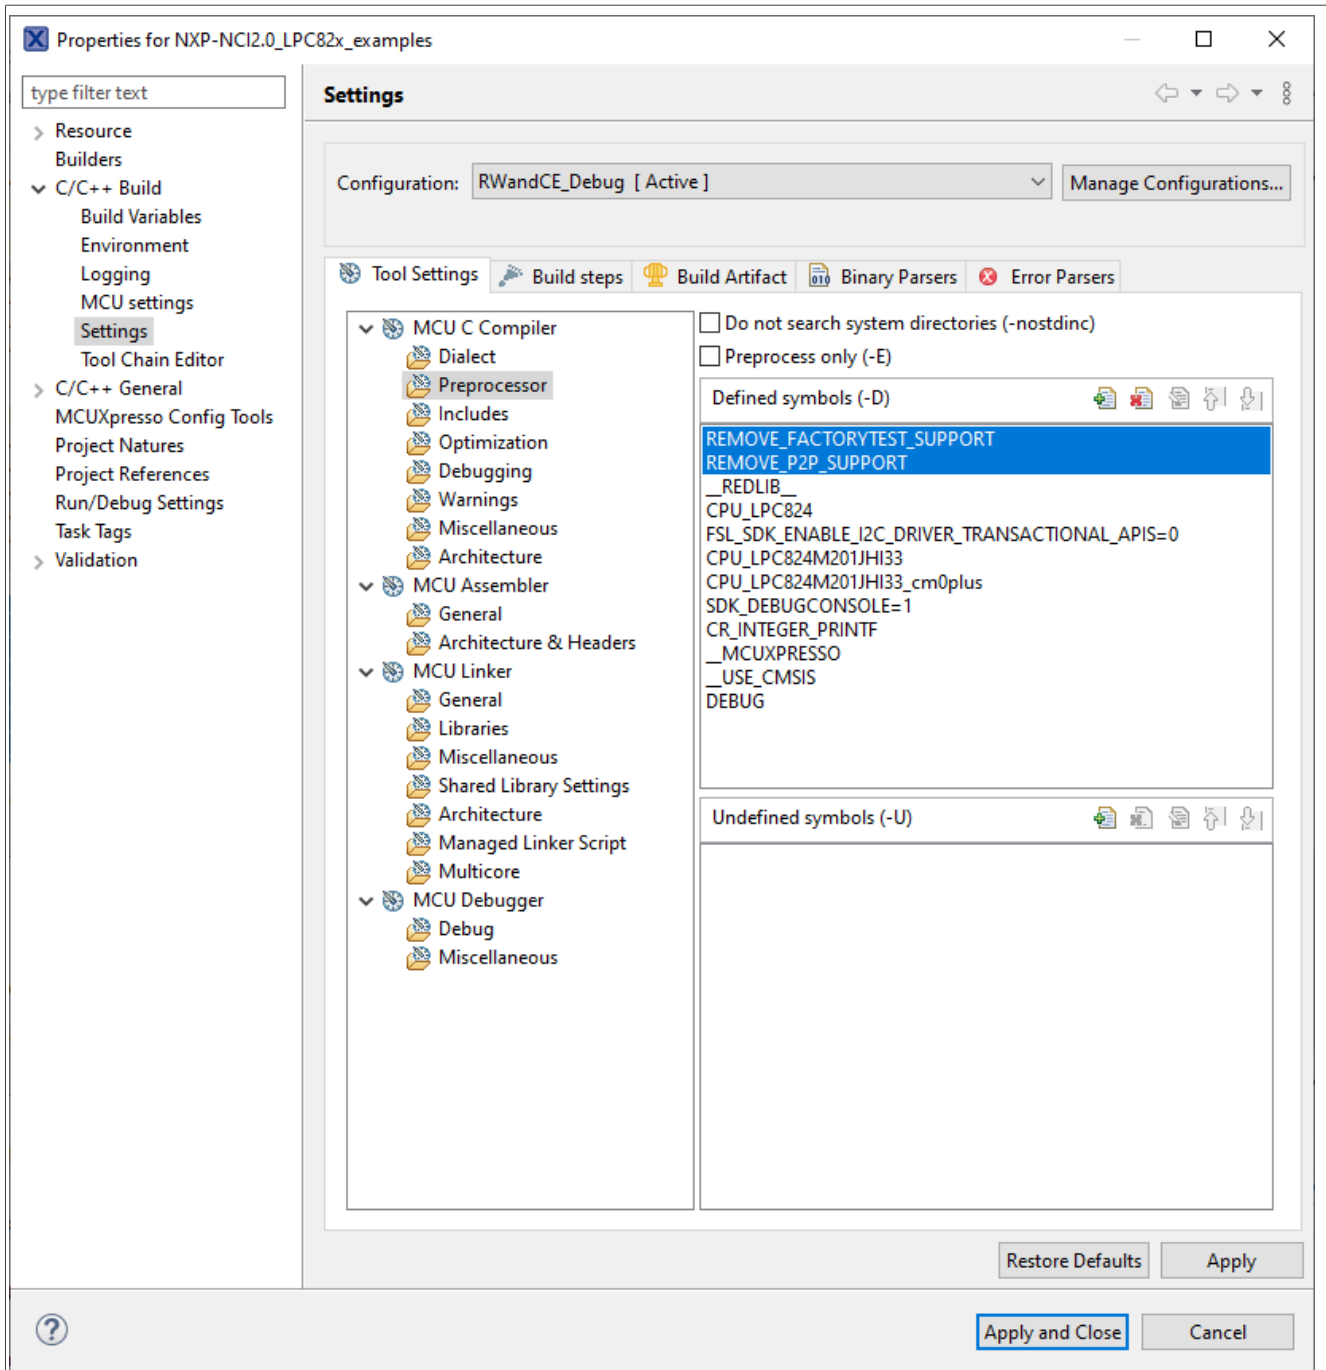 Properties for NXP-NCI2.0_LPC82x_examples
type filter text
Resource
Builders
C/C++ Build
Build Variables
Environment
Logging
MCU settings
Settings
Tool Chain Editor
C/C++ General
MCUXpresso Config Tools
Project Natures
Project References
Run/Debug Settings
Task Tags
Validation
Settings
Configuration: RWandCE_Debug [ Active ] Manage Configurations...
Tool Settings Build steps Build Artifact Binary Parsers Error Parsers
MCU C Compiler
Dialect
Preprocessor
Includes
Optimization
Debugging
Warnings
Miscellaneous
Architecture
MCU Assembler
General
Architecture & Headers
MCU Linker
General
Libraries
Miscellaneous
Shared Library Settings
Architecture
Managed Linker Script
Multicore
MCU Debugger
Debug
Miscellaneous
Do not search system directories (-nostdinc)
Preprocess only (-E)
Defined symbols (-D)
REMOVE_FACTORYTEST_SUPPORT
REMOVE_P2P_SUPPORT
__REDLIB__
CPU_LPC824
FSL_SDK_ENABLE_I2C_DRIVER_TRANSACTIONAL_APIS=0
CPU_LPC824M201JHI33
CPU_LPC824M201JHI33_cm0plus
SDK_DEBUGCONSOLE=1
CR_INTEGER_PRINTF
__MCUXPRESSO
__USE_CMSIS
DEBUG
Undefined symbols (-U)
Restore Defaults Apply
Apply and Close Cancel